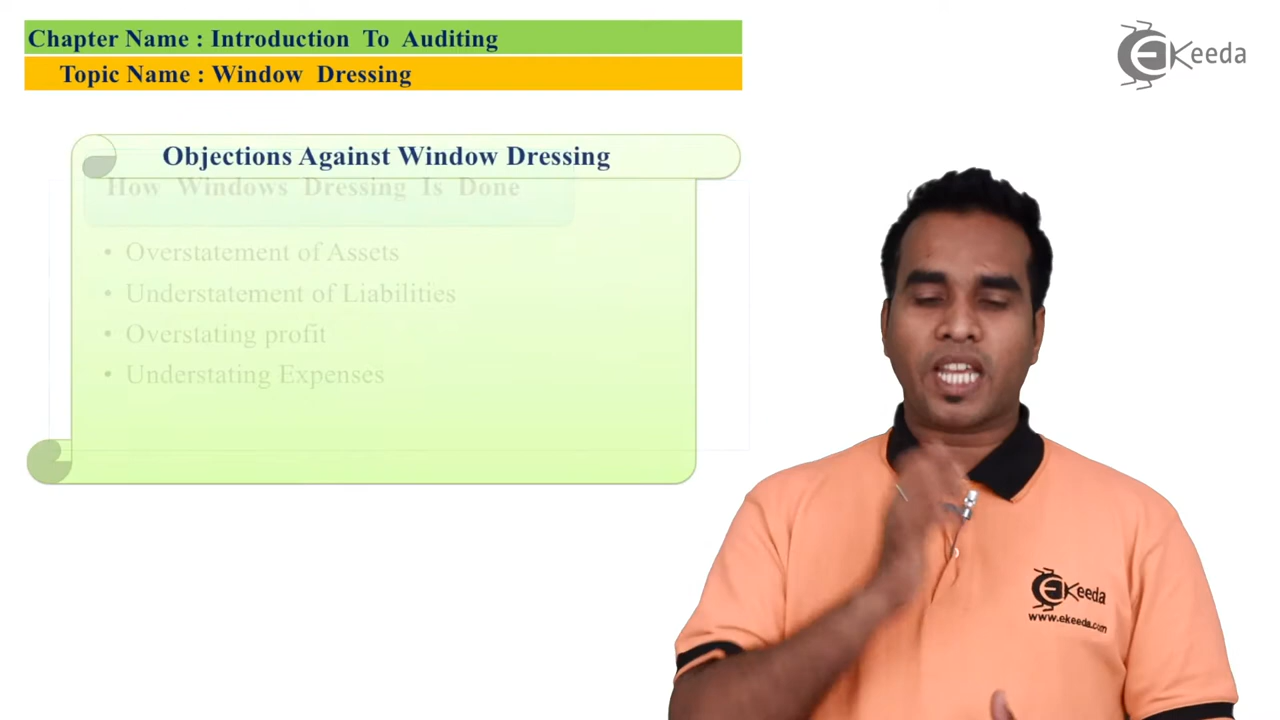 Chapter Name : Introduction To Auditing
Topic Name : Window Dressing
EKeeda
Objections Against Window Dressing
How Windows Dressing Is Done
• Overstatement of Assets
• Understatement of Liabilities
• Overstating profit
• Understating Expenses
EKeeda
www.ekeeda.com